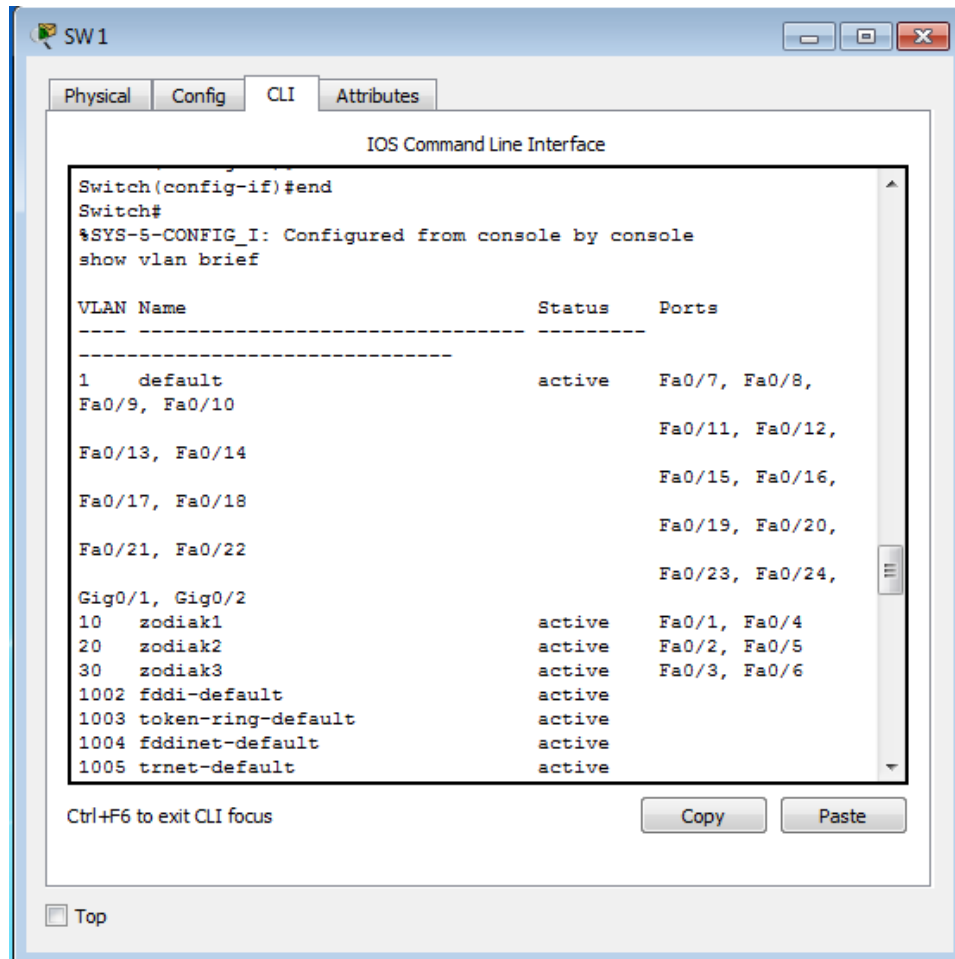 SW1
Physical Config CLI Attributes
IOS Command Line Interface
Switch(config-if)#end
Switch#
%SYS-5-CONFIG_I: Configured from console by console
show vlan brief
VLAN Name                             Status    Ports
---- -------------------------------- ---------
-------------------------------
1    default                          active    Fa0/7, Fa0/8,
Fa0/9, Fa0/10
                                                Fa0/11, Fa0/12,
Fa0/13, Fa0/14
                                                Fa0/15, Fa0/16,
Fa0/17, Fa0/18
                                                Fa0/19, Fa0/20,
Fa0/21, Fa0/22
                                                Fa0/23, Fa0/24,
Gig0/1, Gig0/2
10   zodiak1                          active    Fa0/1, Fa0/4
20   zodiak2                          active    Fa0/2, Fa0/5
30   zodiak3                          active    Fa0/3, Fa0/6
1002 fddi-default                     active
1003 token-ring-default               active
1004 fddinet-default                  active
1005 trnet-default                    active
Ctrl+F6 to exit CLI focus Copy Paste
Top